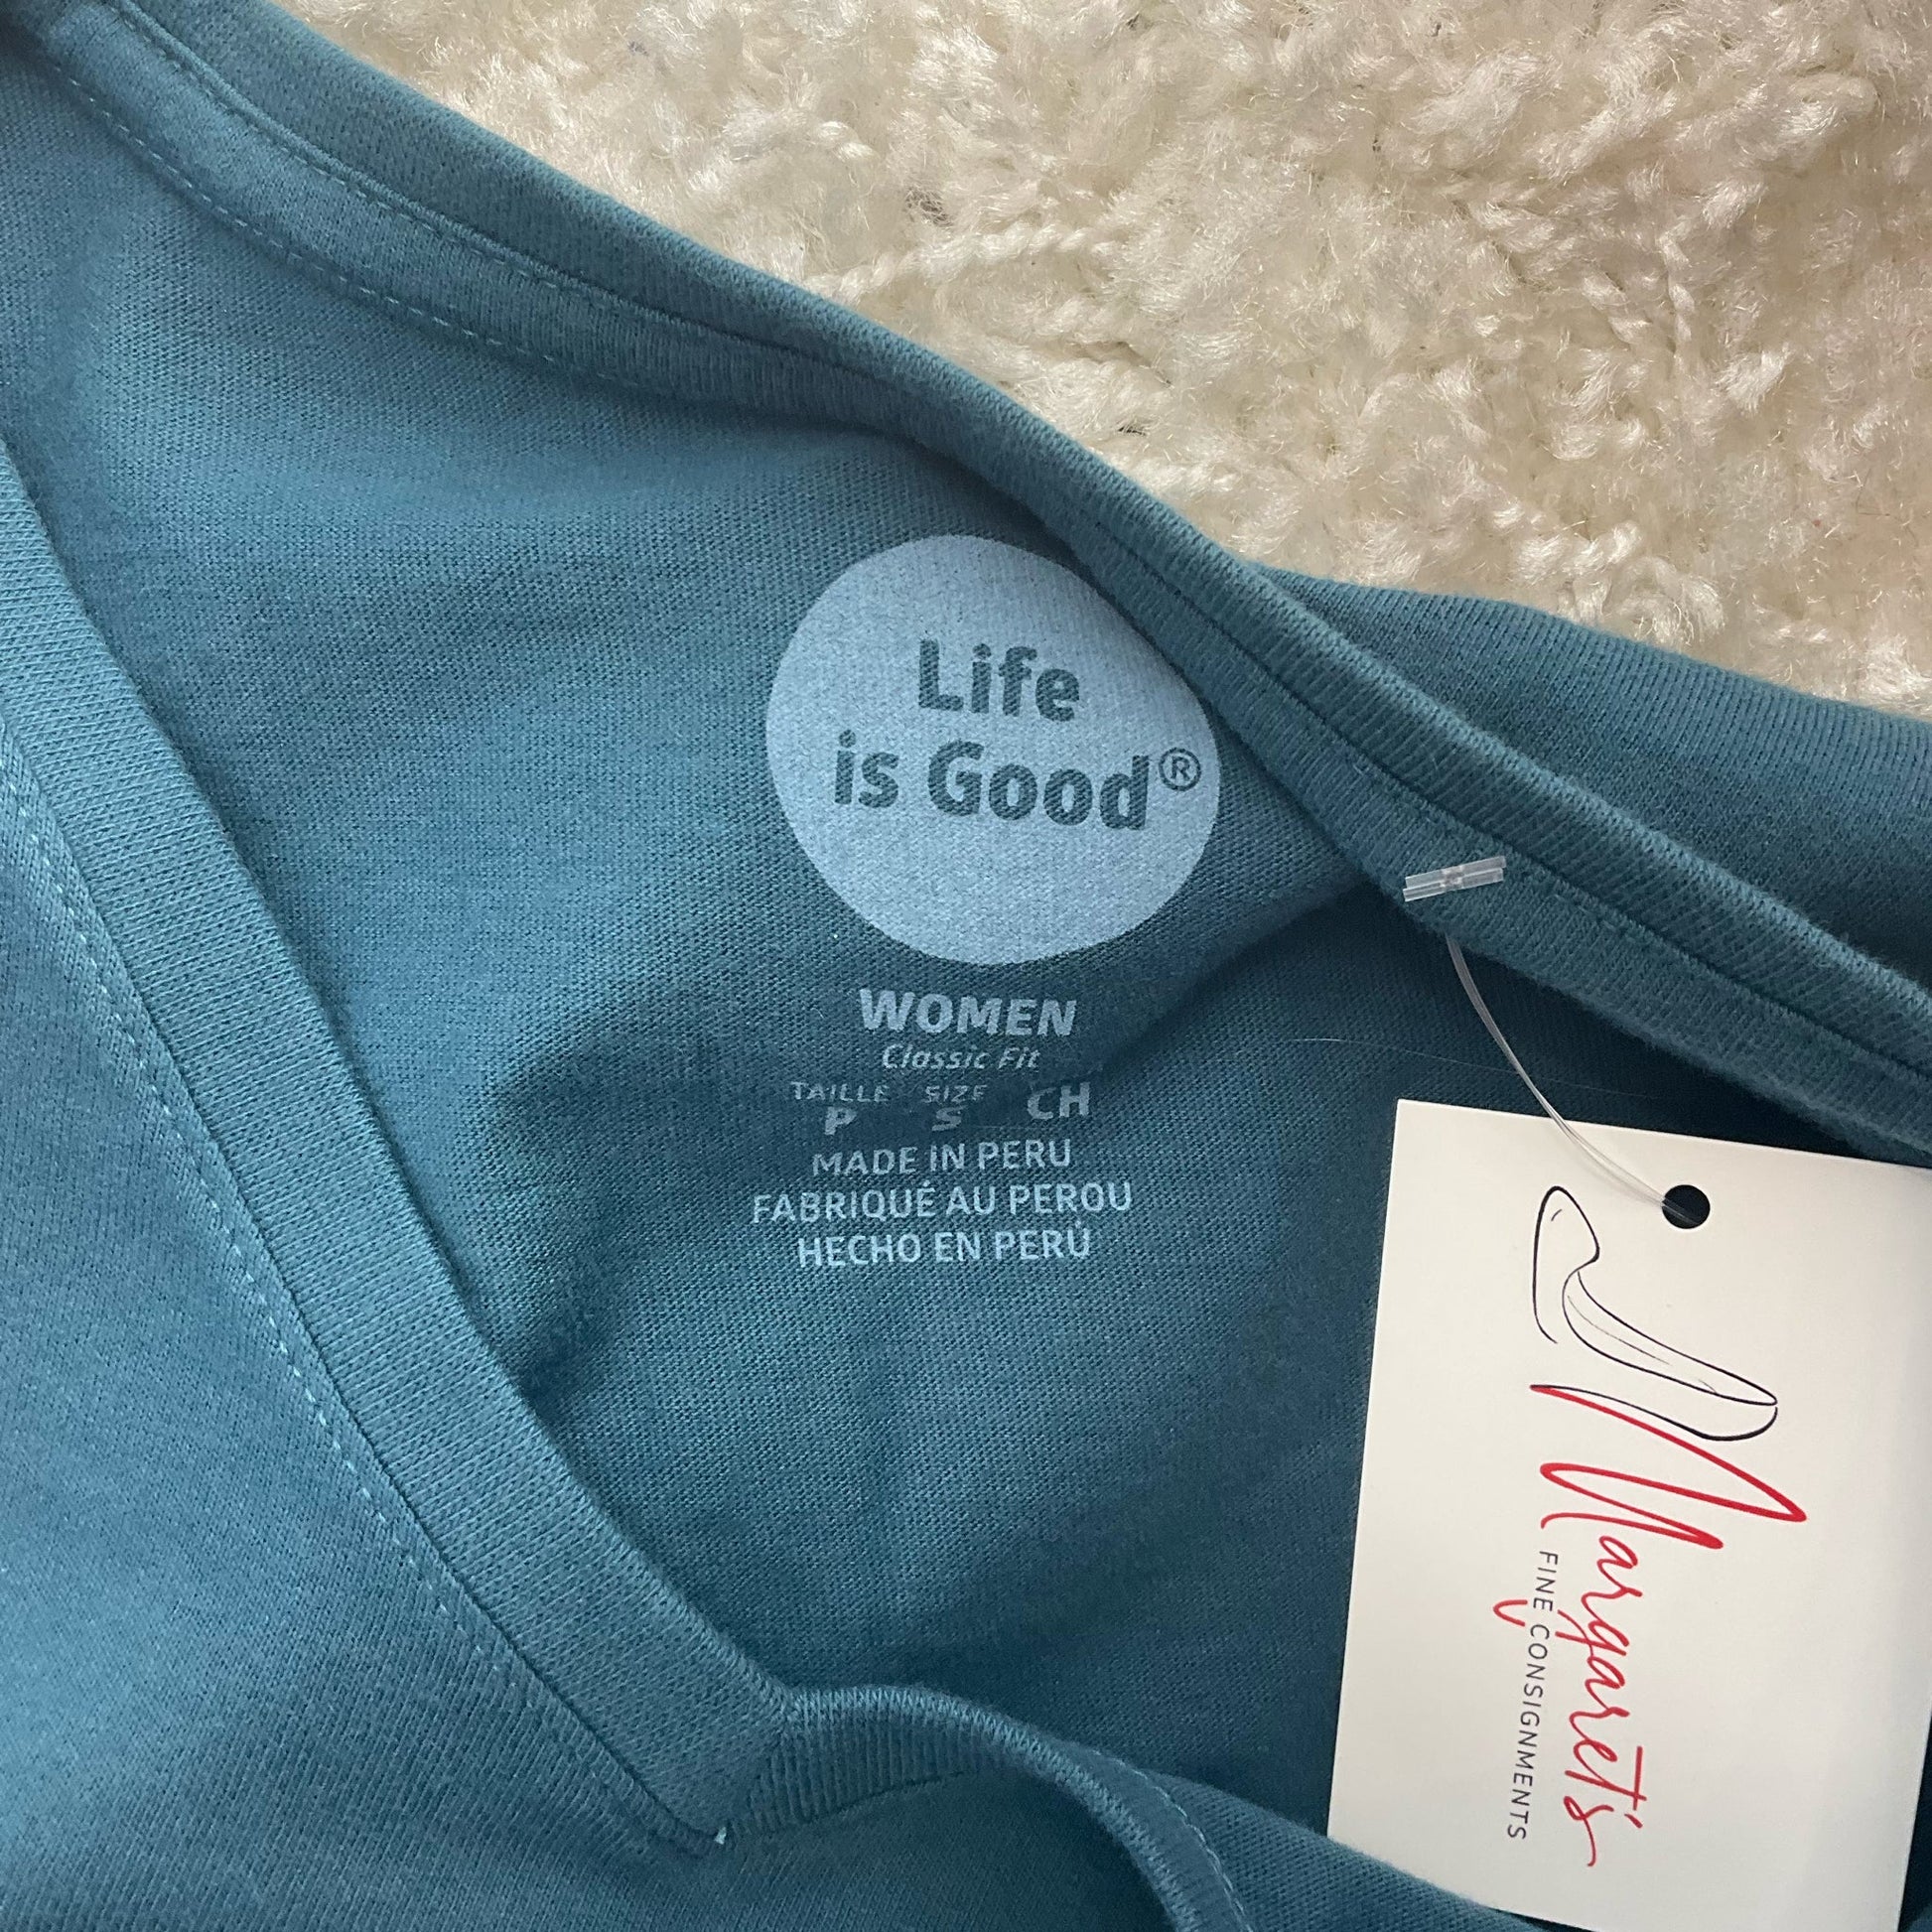 Life
is Good®
WOMEN
Classic Fit
TAILLE SIZE
P S CH
MADE IN PERU
FABRIQUÉ AU PEROU
HECHO EN PERÚ
Margaret's
FINE CONSIGNMENTS